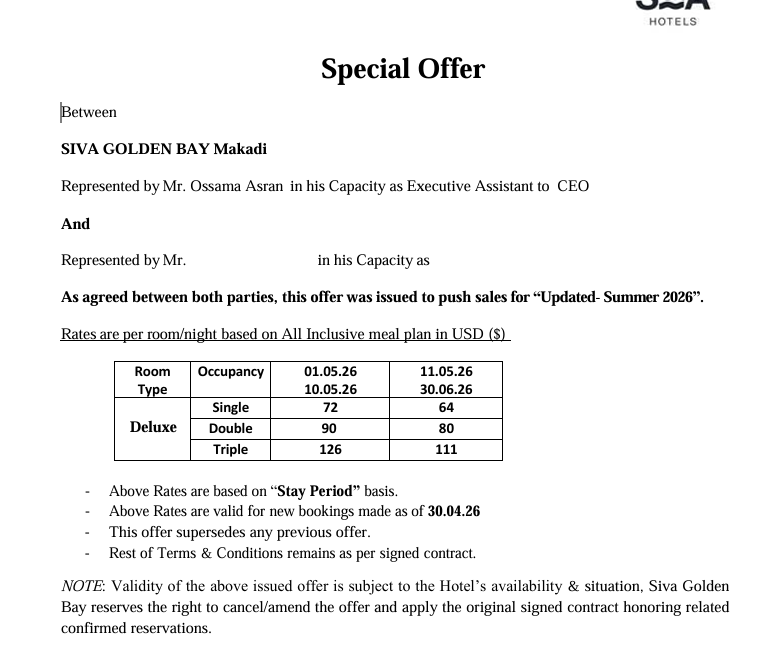 HOTELS
Special Offer
Between
SIVA GOLDEN BAY Makadi
Represented by Mr. Ossama Asran in his Capacity as Executive Assistant to CEO
And
Represented by Mr. in his Capacity as
As agreed between both parties, this offer was issued to push sales for “Updated- Summer 2026”.
Rates are per room/night based on All Inclusive meal plan in USD ($)
Room Type Occupancy 01.05.26 10.05.26 11.05.26 30.06.26
Deluxe Single 72 64
Double 90 80
Triple 126 111
- Above Rates are based on “Stay Period” basis.
- Above Rates are valid for new bookings made as of 30.04.26
- This offer supersedes any previous offer.
- Rest of Terms & Conditions remains as per signed contract.
NOTE: Validity of the above issued offer is subject to the Hotel’s availability & situation, Siva Golden
Bay reserves the right to cancel/amend the offer and apply the original signed contract honoring related
confirmed reservations.